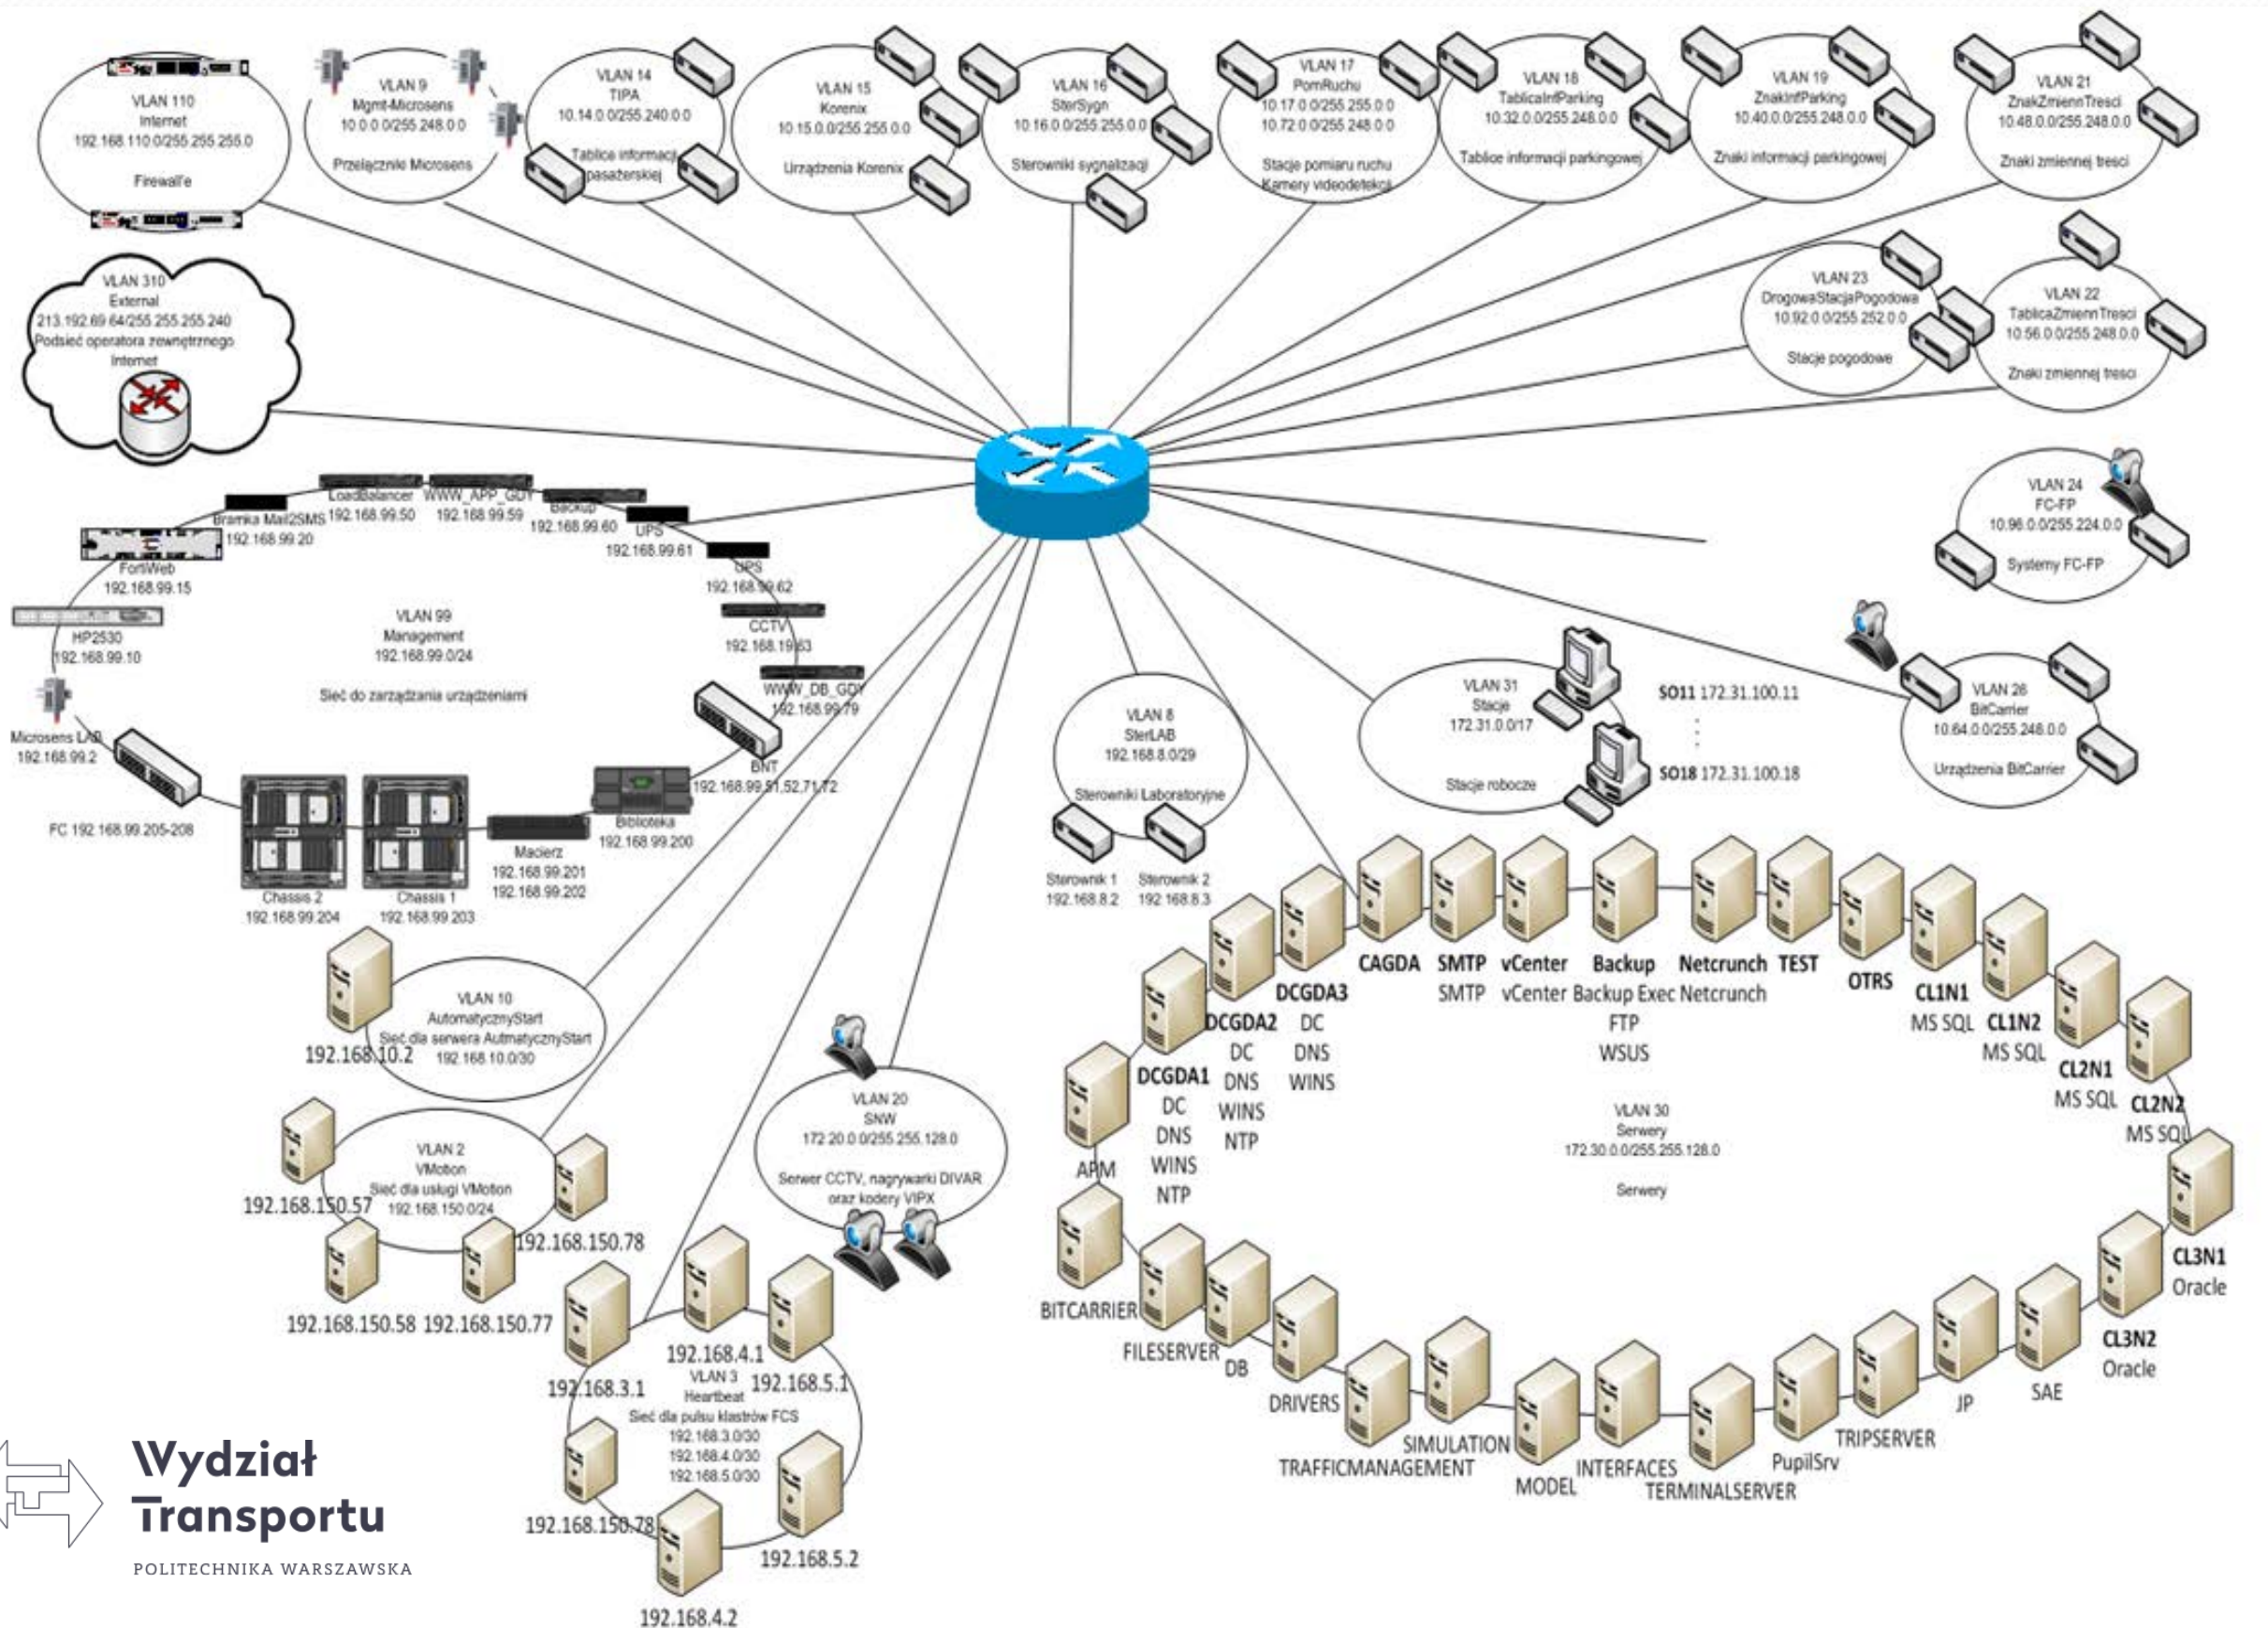 VLAN 110
Internet
192.168.110.0/255.255.255.0
Firewall'e
VLAN 9
Mgmt-Microsens
10.0.0.0/255.248.0.0
Przełączniki Microsens
VLAN 14
TIPA
10.14.0.0/255.240.0.0
Tablice informacji
pasażerskiej
VLAN 15
Korenix
10.15.0.0/255.255.0.0
Urządzenia Korenix
VLAN 16
SterSygn
10.16.0.0/255.255.0.0
Sterowniki sygnalizacji
VLAN 17
PomRuchu
10.17.0.0/255.255.0.0
10.72.0.0/255.248.0.0
Stacje pomiaru ruchu
Kamery videodetekcji
VLAN 18
TablicaInfParking
10.32.0.0/255.248.0.0
Tablice informacji parkingowej
VLAN 19
ZnakInfParking
10.40.0.0/255.248.0.0
Znaki informacji parkingowej
VLAN 21
ZnakZmiennTresci
10.48.0.0/255.248.0.0
Znaki zmiennej tresci
VLAN 310
External
213.192.69.64/255.255.255.240
Podsieć operatora zewnętrznego
Internet
VLAN 23
DrogowaStacjaPogodowa
10.92.0.0/255.252.0.0
Stacje pogodowe
VLAN 22
TablicaZmiennTresci
10.56.0.0/255.248.0.0
Znaki zmiennej tresci
VLAN 24
FC-FP
10.96.0.0/255.224.0.0
Systemy FC-FP
LoadBalancer
192.168.99.50
WWW_APP_GDY
192.168.99.59
Backup
192.168.99.60
UPS
192.168.99.61
Bramka Mail2SMS
192.168.99.20
FortiWeb
192.168.99.15
UPS
192.168.99.62
HP2530
192.168.99.10
CCTV
192.168.19.63
VLAN 99
Management
192.168.99.0/24
Sieć do zarządzania urządzeniami
WWW_DB_GDY
192.168.99.79
Microsens LAB
192.168.99.2
BNT
192.168.99.51,52,71,72
FC 192.168.99.205-208
Biblioteka
192.168.99.200
Macierz
192.168.99.201
192.168.99.202
Chassis 2
192.168.99.204
Chassis 1
192.168.99.203
VLAN 8
SterLAB
192.168.8.0/29
Sterowniki Laboratoryjne
Sterownik 1
192.168.8.2
Sterownik 2
192.168.8.3
VLAN 31
Stacje
172.31.0.0/17
Stacje robocze
SO11 172.31.100.11
SO18 172.31.100.18
VLAN 26
BitCarrier
10.64.0.0/255.248.0.0
Urządzenia BitCarrier
VLAN 10
AutomatycznyStart
Sieć dla serwera AutmatycznyStart
192.168.10.0/30
192.168.10.2
VLAN 2
VMotion
Sieć dla usługi VMotion
192.168.150.0/24
192.168.150.57
192.168.150.78
192.168.150.58
192.168.150.77
VLAN 20
SNW
172.20.0.0/255.255.128.0
Serwer CCTV, nagrywarki DIVAR
oraz kodery VIPX
192.168.4.1
192.168.3.1
192.168.5.1
VLAN 3
Heartbeat
Sieć dla pulsu klastrów FCS
192.168.3.0/30
192.168.4.0/30
192.168.5.0/30
192.168.150.78
192.168.5.2
192.168.4.2
CAGDA
SMTP
SMTP
vCenter
vCenter
Backup
Backup Exec
FTP
WSUS
Netcrunch
Netcrunch
TEST
OTRS
CL1N1
MS SQL
CL1N2
MS SQL
CL2N1
MS SQL
CL2N2
MS SQL
CL3N1
Oracle
CL3N2
Oracle
DCGDA3
DC
DNS
WINS
DCGDA2
DC
DNS
WINS
NTP
DCGDA1
DC
DNS
WINS
NTP
APM
VLAN 30
Serwery
172.30.0.0/255.255.128.0
Serwery
BITCARRIER
FILESERVER
DB
DRIVERS
TRAFFICMANAGEMENT
SIMULATION
MODEL
INTERFACES
TERMINALSERVER
PupilSrv
TRIPSERVER
JP
SAE
Wydział
Transportu
POLITECHNIKA WARSZAWSKA